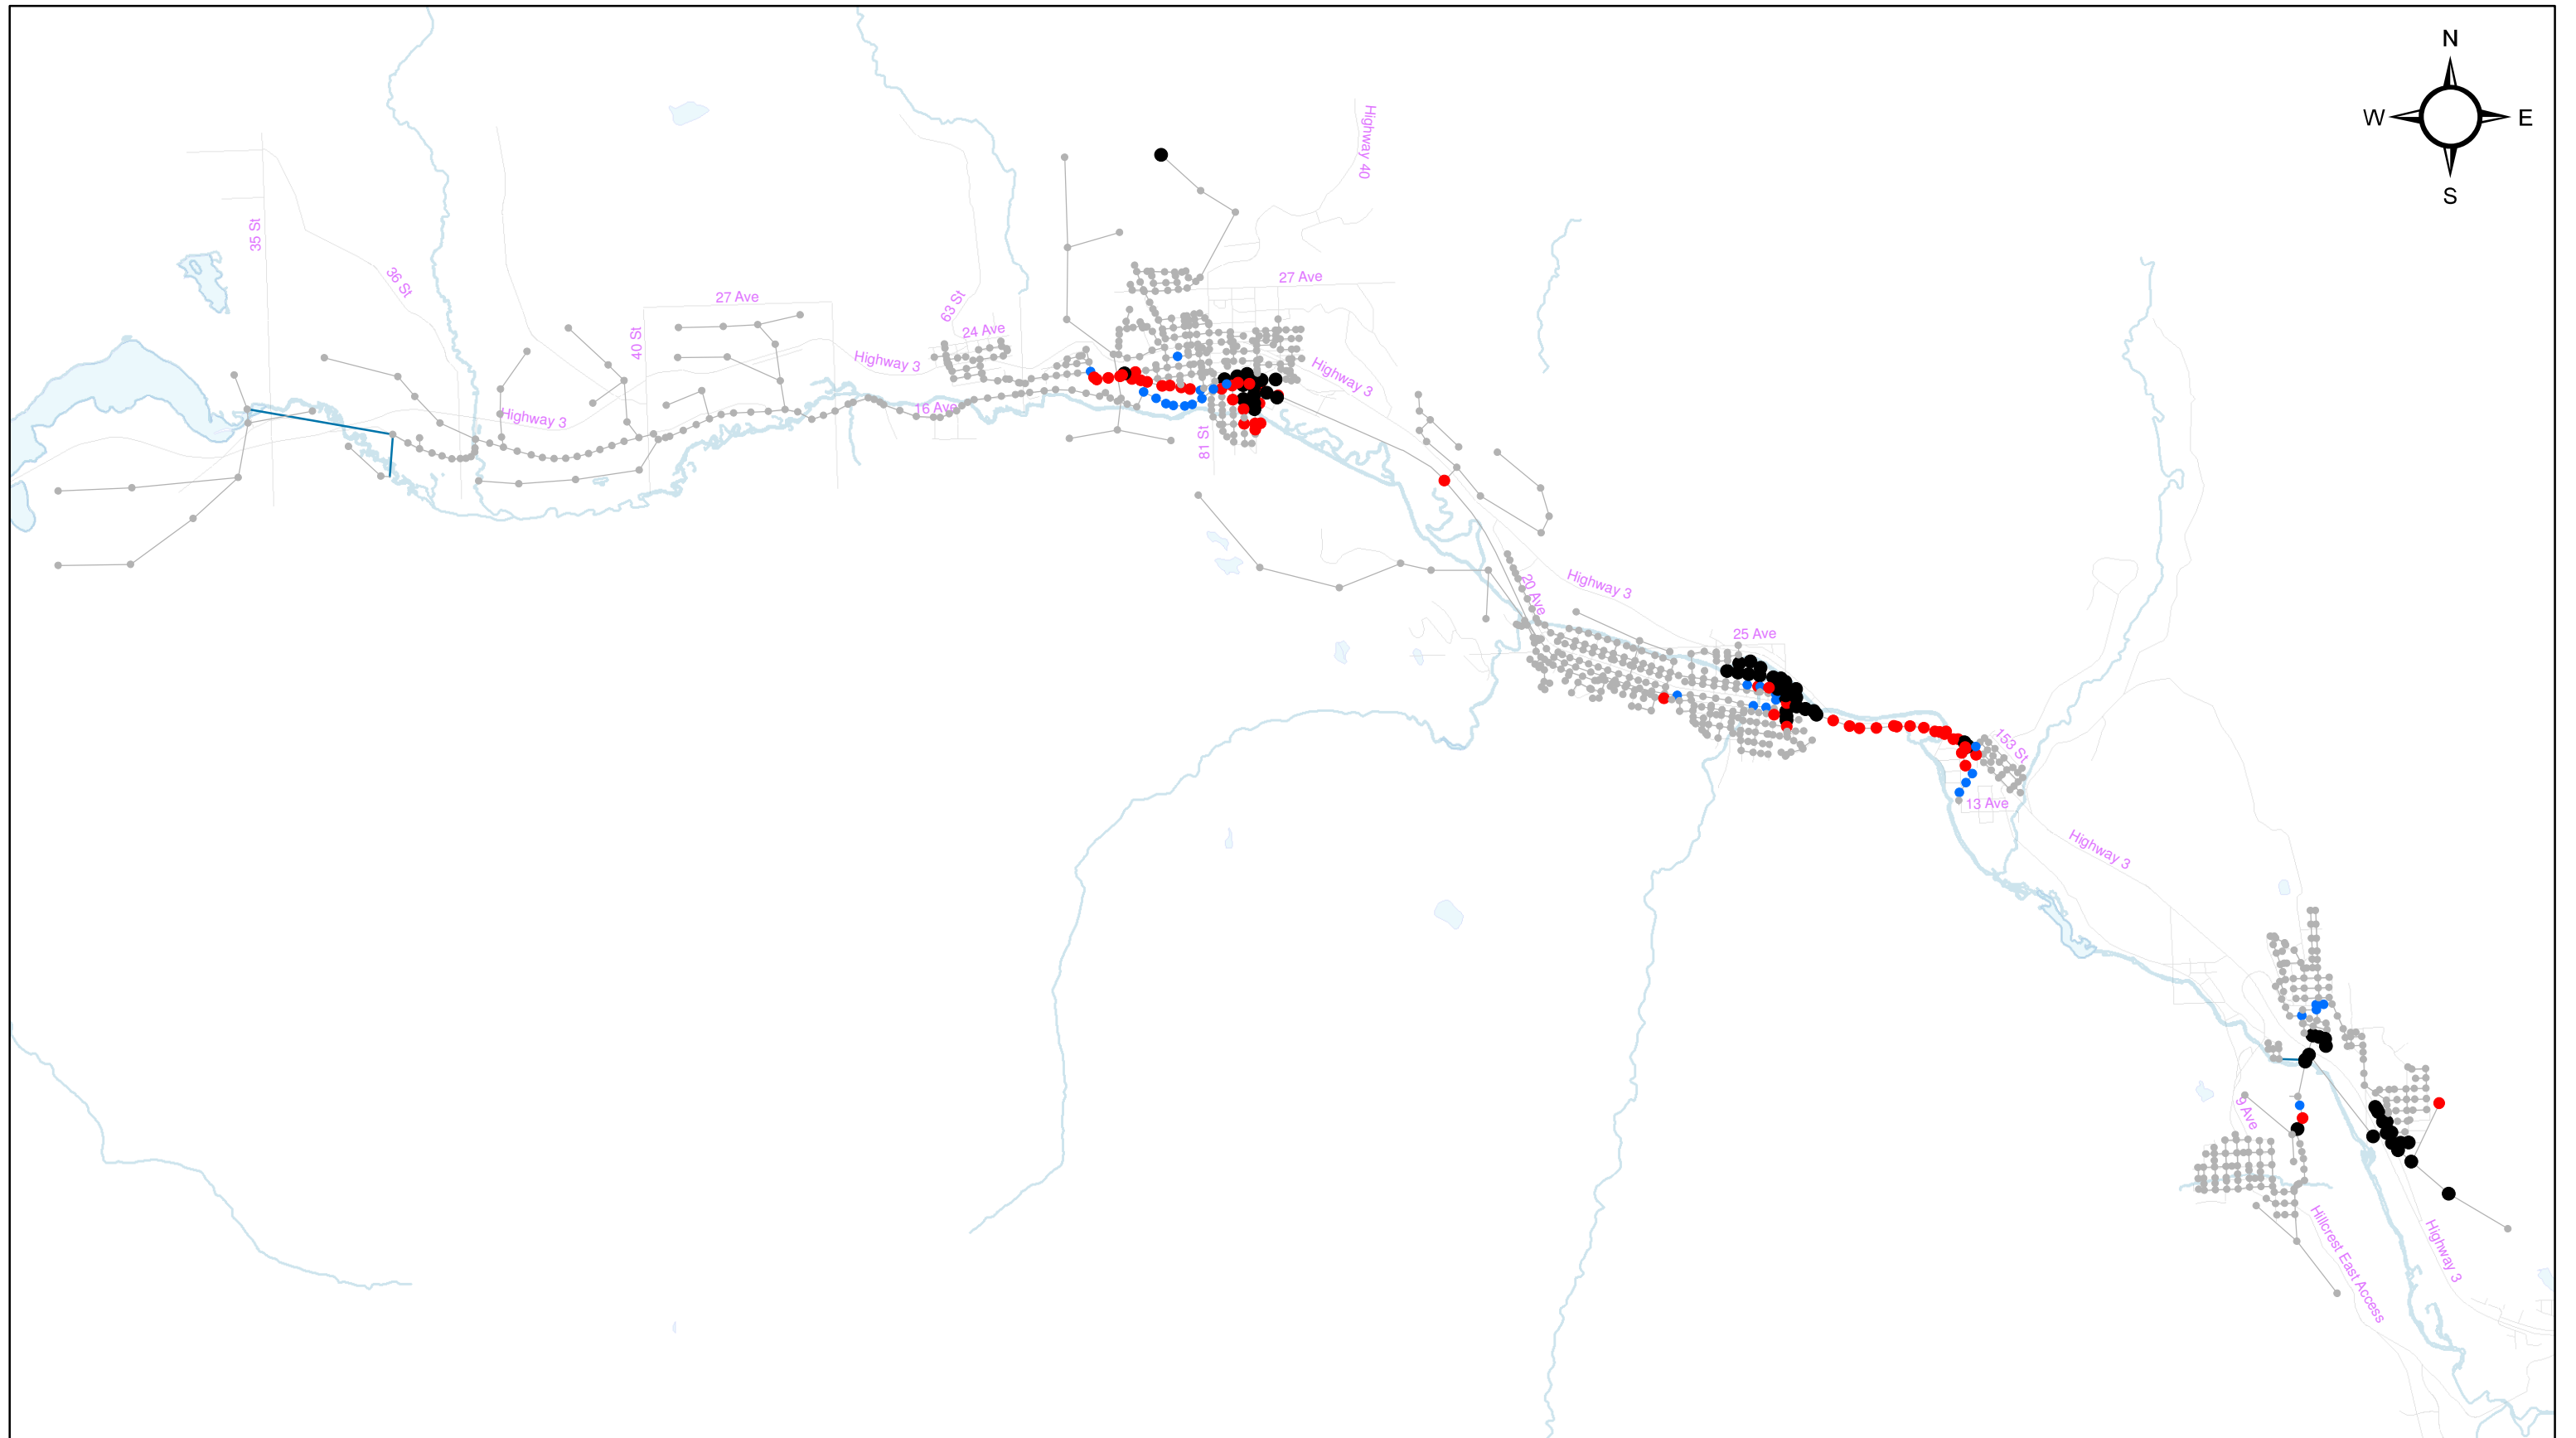 N
Highway 40
W
E
S
35 St
36 St
27 Ave
27 Ave
63 St
24 Ave
40 St
Highway 3
Highway 3
16 Ave
Highway 3
81 St
20 Ave
Highway 3
25 Ave
153 St
13 Ave
Highway 3
9 Ave
Hillcrest East Access
Highway 3